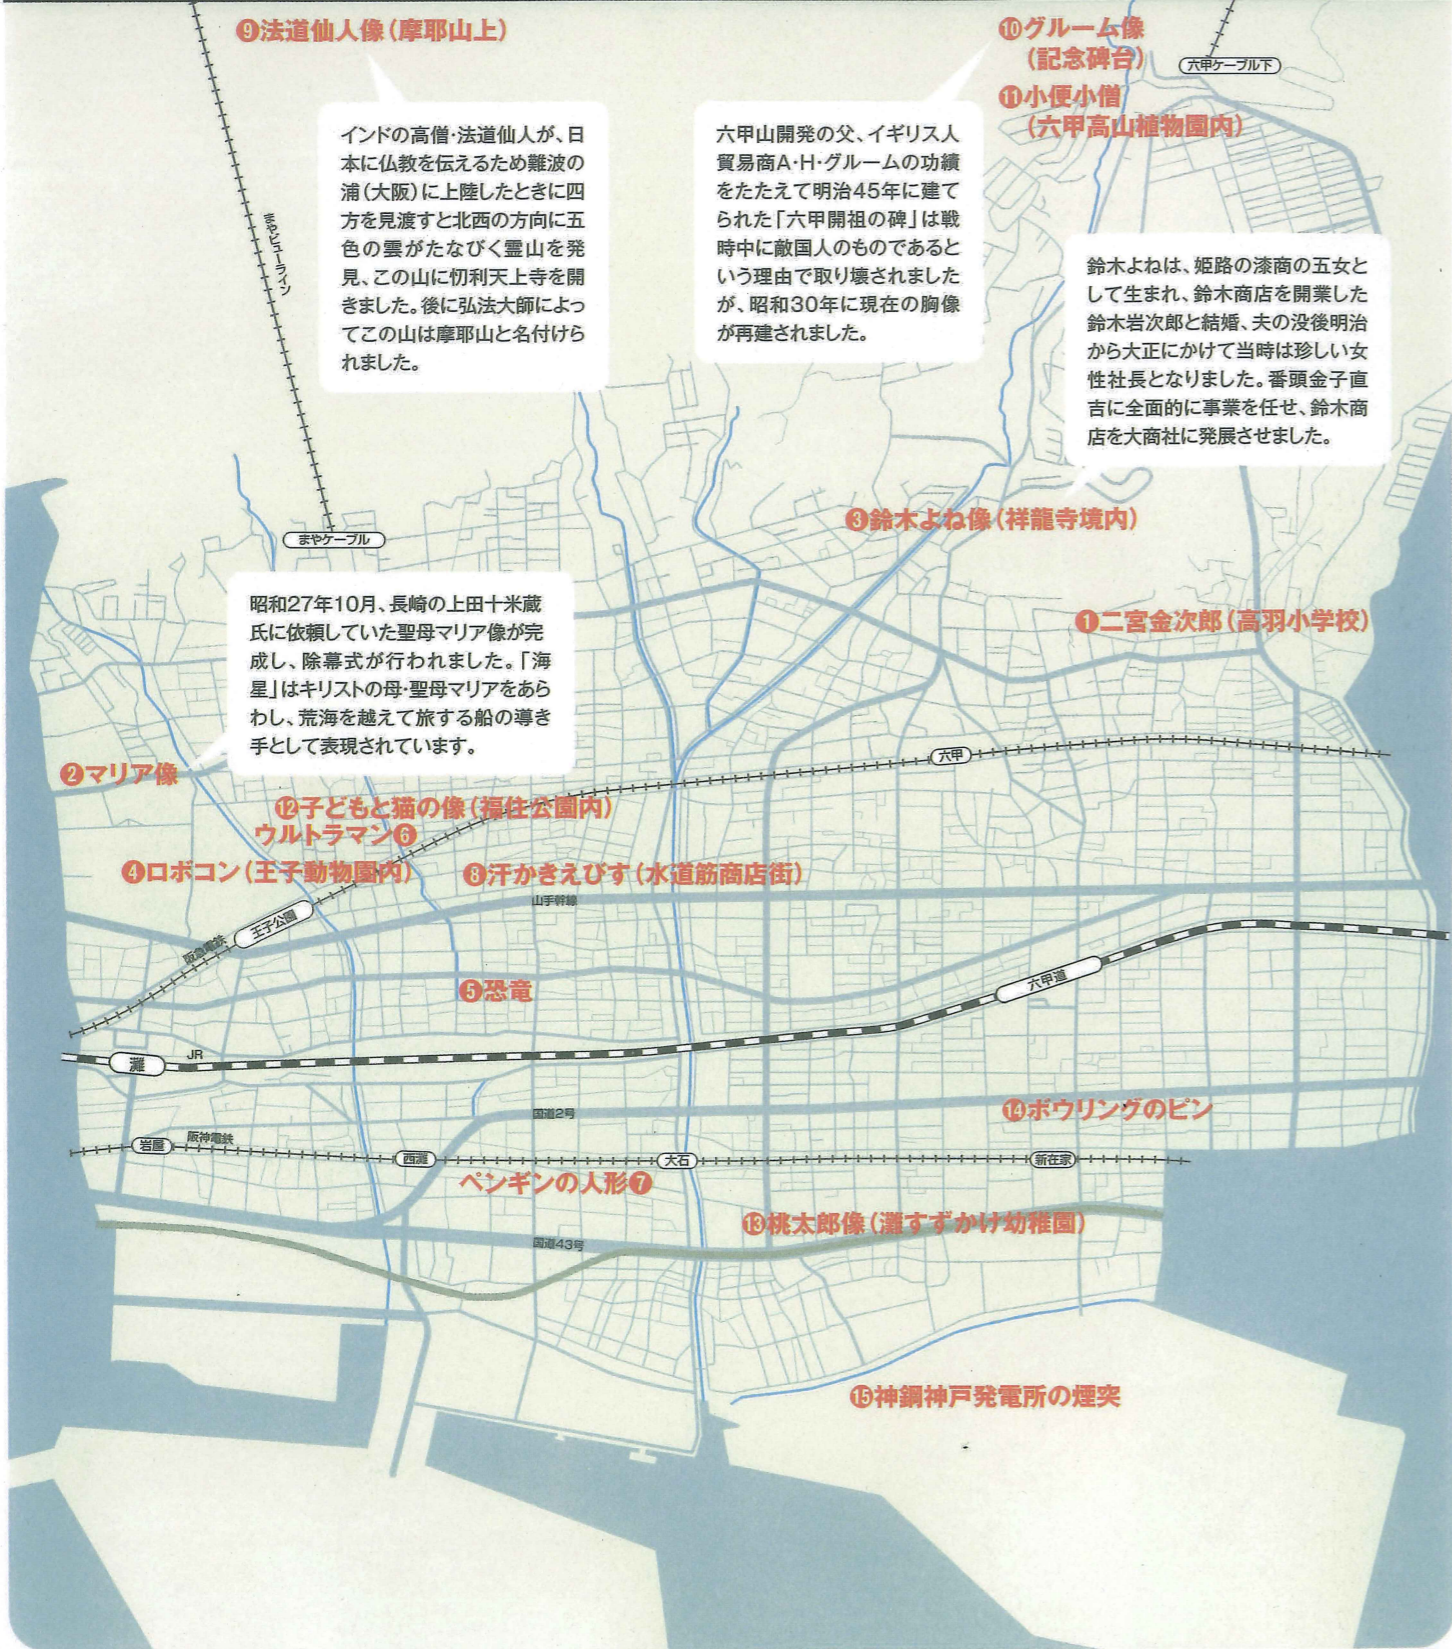 ❾法道仙人像（摩耶山上）
インドの高僧・法道仙人が、日
本に仏教を伝えるため難波の
浦（大阪）に上陸したときに四
方を見渡すと北西の方向に五
色の雲がたなびく霊山を発
見、この山に忉利天上寺を開
きました。後に弘法大師によっ
てこの山は摩耶山と名付けら
れました。
❿グルーム像
（記念碑台）
⓫小便小僧
（六甲高山植物園内）
六甲ケーブル下
六甲山開発の父、イギリス人
貿易商A・H・グルームの功績
をたたえて明治45年に建て
られた「六甲開祖の碑」は戦
時中に敵国人のものであると
いう理由で取り壊されました
が、昭和30年に現在の胸像
が再建されました。
鈴木よねは、姫路の漆商の五女と
して生まれ、鈴木商店を開業した
鈴木岩次郎と結婚、夫の没後明治
から大正にかけて当時は珍しい女
性社長となりました。番頭金子直
吉に全面的に事業を任せ、鈴木商
店を大商社に発展させました。
まやビューライン
まやケーブル
❸鈴木よね像（祥龍寺境内）
昭和27年10月、長崎の上田十米蔵
氏に依頼していた聖母マリア像が完
成し、除幕式が行われました。「海
星」はキリストの母・聖母マリアをあら
わし、荒海を越えて旅する船の導き
手として表現されています。
❶二宮金次郎（高羽小学校）
❷マリア像
六甲
⓬子どもと猫の像（福住公園内）
ウルトラマン❻
❹ロボコン（王子動物園内）
❽汗かきえびす（水道筋商店街）
山手幹線
王子公園
阪急電鉄
❺恐竜
六甲道
灘
JR
国道2号
⓮ボウリングのピン
岩屋
阪神電鉄
西灘
大石
新在家
ペンギンの人形❼
⓭桃太郎像（灘すずかけ幼稚園）
国道43号
⓯神鋼神戸発電所の煙突